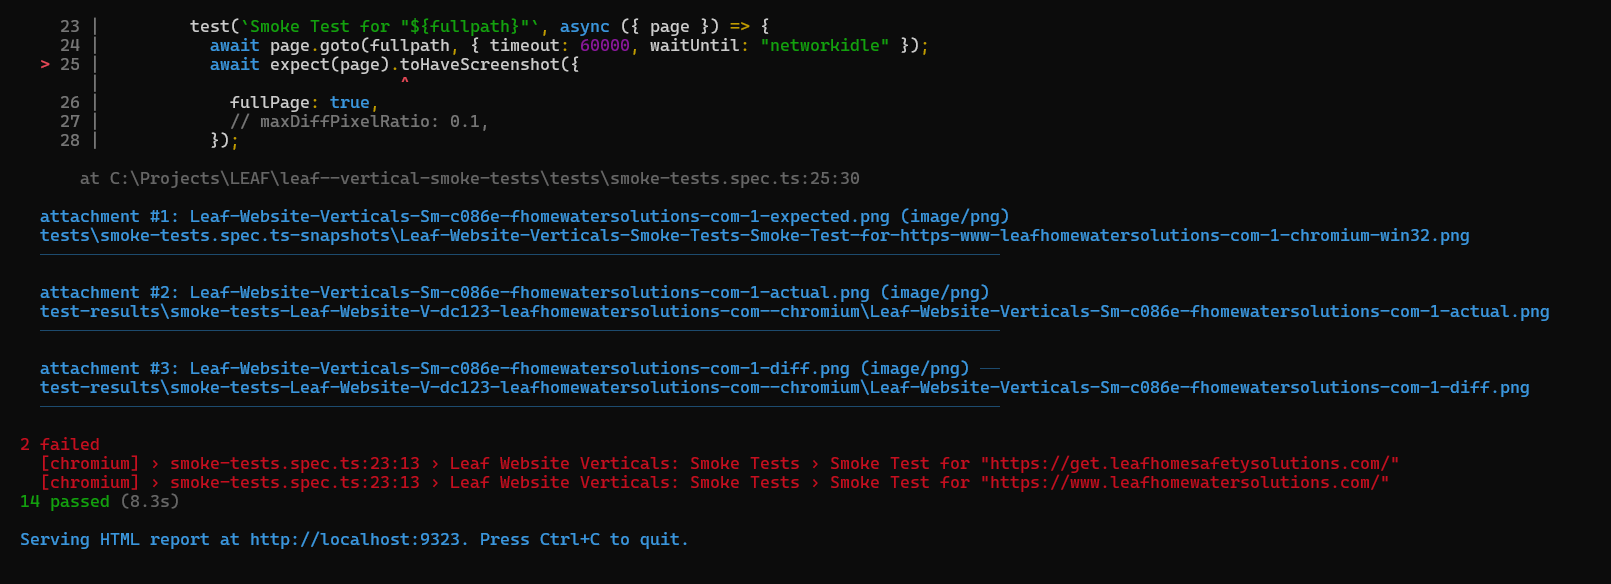 23 |         test(`Smoke Test for "${fullpath}"`, async ({ page }) => {
24 |           await page.goto(fullpath, { timeout: 60000, waitUntil: "networkidle" });
> 25 |           await expect(page).toHaveScreenshot({
|                              ^
26 |             fullPage: true,
27 |             // maxDiffPixelRatio: 0.1,
28 |           });
at C:\Projects\LEAF\leaf--vertical-smoke-tests\tests\smoke-tests.spec.ts:25:30
attachment #1: Leaf-Website-Verticals-Sm-c086e-fhomewatersolutions-com-1-expected.png (image/png)
tests\smoke-tests.spec.ts-snapshots\Leaf-Website-Verticals-Smoke-Tests-Smoke-Test-for-https-www-leafhomewatersolutions-com-1-chromium-win32.png
attachment #2: Leaf-Website-Verticals-Sm-c086e-fhomewatersolutions-com-1-actual.png (image/png)
test-results\smoke-tests-Leaf-Website-V-dc123-leafhomewatersolutions-com--chromium\Leaf-Website-Verticals-Sm-c086e-fhomewatersolutions-com-1-actual.png
attachment #3: Leaf-Website-Verticals-Sm-c086e-fhomewatersolutions-com-1-diff.png (image/png) ──
test-results\smoke-tests-Leaf-Website-V-dc123-leafhomewatersolutions-com--chromium\Leaf-Website-Verticals-Sm-c086e-fhomewatersolutions-com-1-diff.png
2 failed
[chromium] › smoke-tests.spec.ts:23:13 › Leaf Website Verticals: Smoke Tests › Smoke Test for "https://get.leafhomesafetysolutions.com/"
[chromium] › smoke-tests.spec.ts:23:13 › Leaf Website Verticals: Smoke Tests › Smoke Test for "https://www.leafhomewatersolutions.com/"
14 passed (8.3s)
Serving HTML report at http://localhost:9323. Press Ctrl+C to quit.